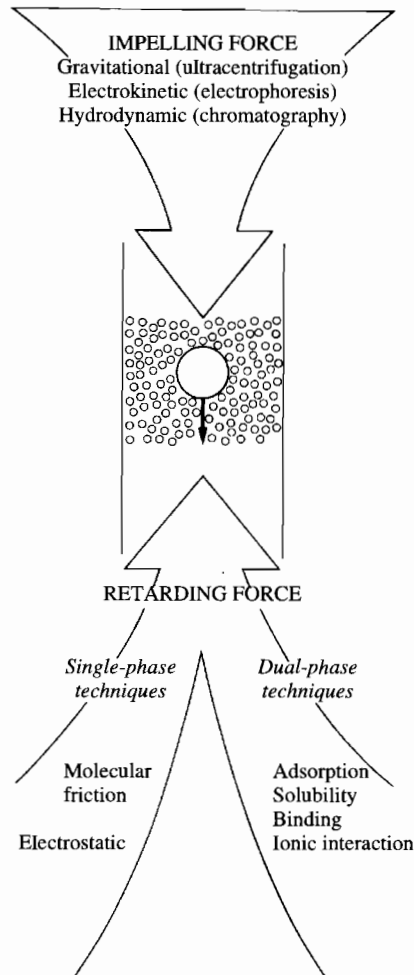 IMPELLING FORCE
Gravitational (ultracentrifugation)
Electrokinetic (electrophoresis)
Hydrodynamic (chromatography)
RETARDING FORCE
Single-phase
techniques
Dual-phase
techniques
Molecular
friction
Electrostatic
Adsorption
Solubility
Binding
Ionic interaction